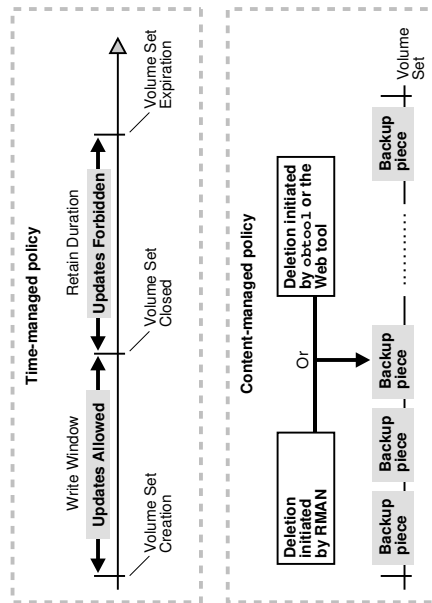 Time-managed policy
Write Window
Retain Duration
Updates Allowed
Updates Forbidden
Volume Set
Creation
Volume Set
Closed
Volume Set
Expiration
Content-managed policy
Deletion
initiated
by RMAN
Or
Deletion initiated
by obtool or the
Web tool
Backup
piece
Backup
piece
Backup
piece
Backup
piece
Volume
Set